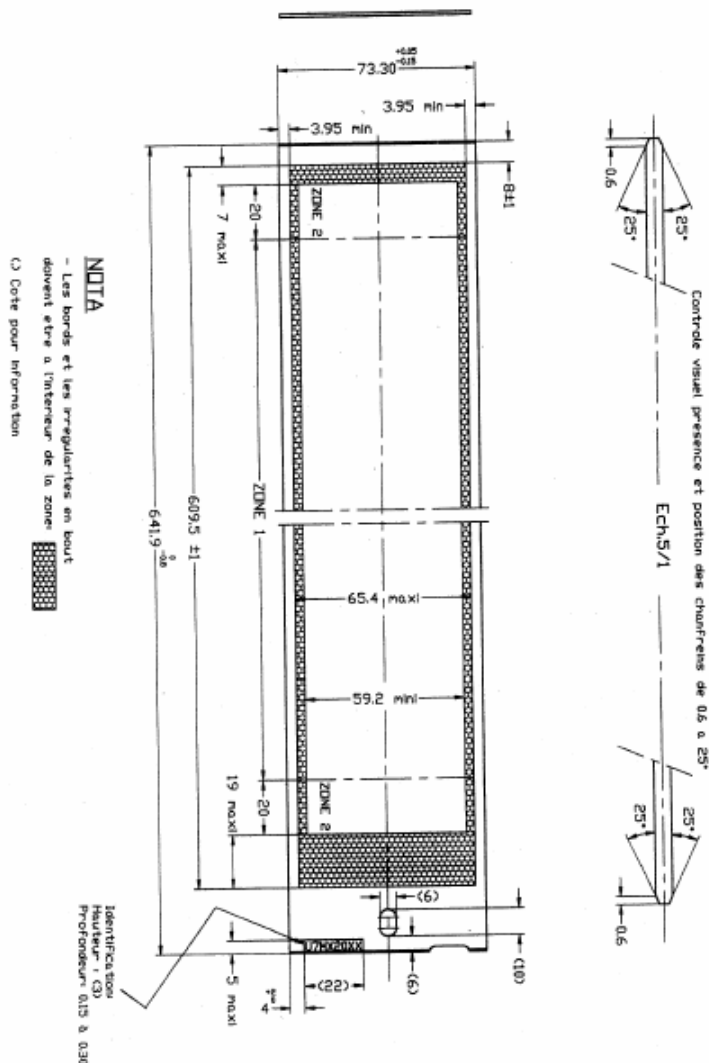 Controle visuel presence et position des chanfreins de 0.6 a 25°
25°
25°
0.6
Ech.5/1
25°
25°
0.6
73.30
3.95 min
3.95 min
8±1
20
7 maxi
ZONE 2
ZONE 1
65.4 maxi
59.2 mini
ZONE 2
20
19 maxi
609.5 ±1
641.9
(6)
(10)
(6)
(22)
5 maxi
4
U7MX20XX
Identification:
Hauteur : (3)
Profondeur: 0.15 à 0.30
NOTA
- Les bords et les irregularites en bout
doivent etre a l'interieur de la zone:
() Cote pour information